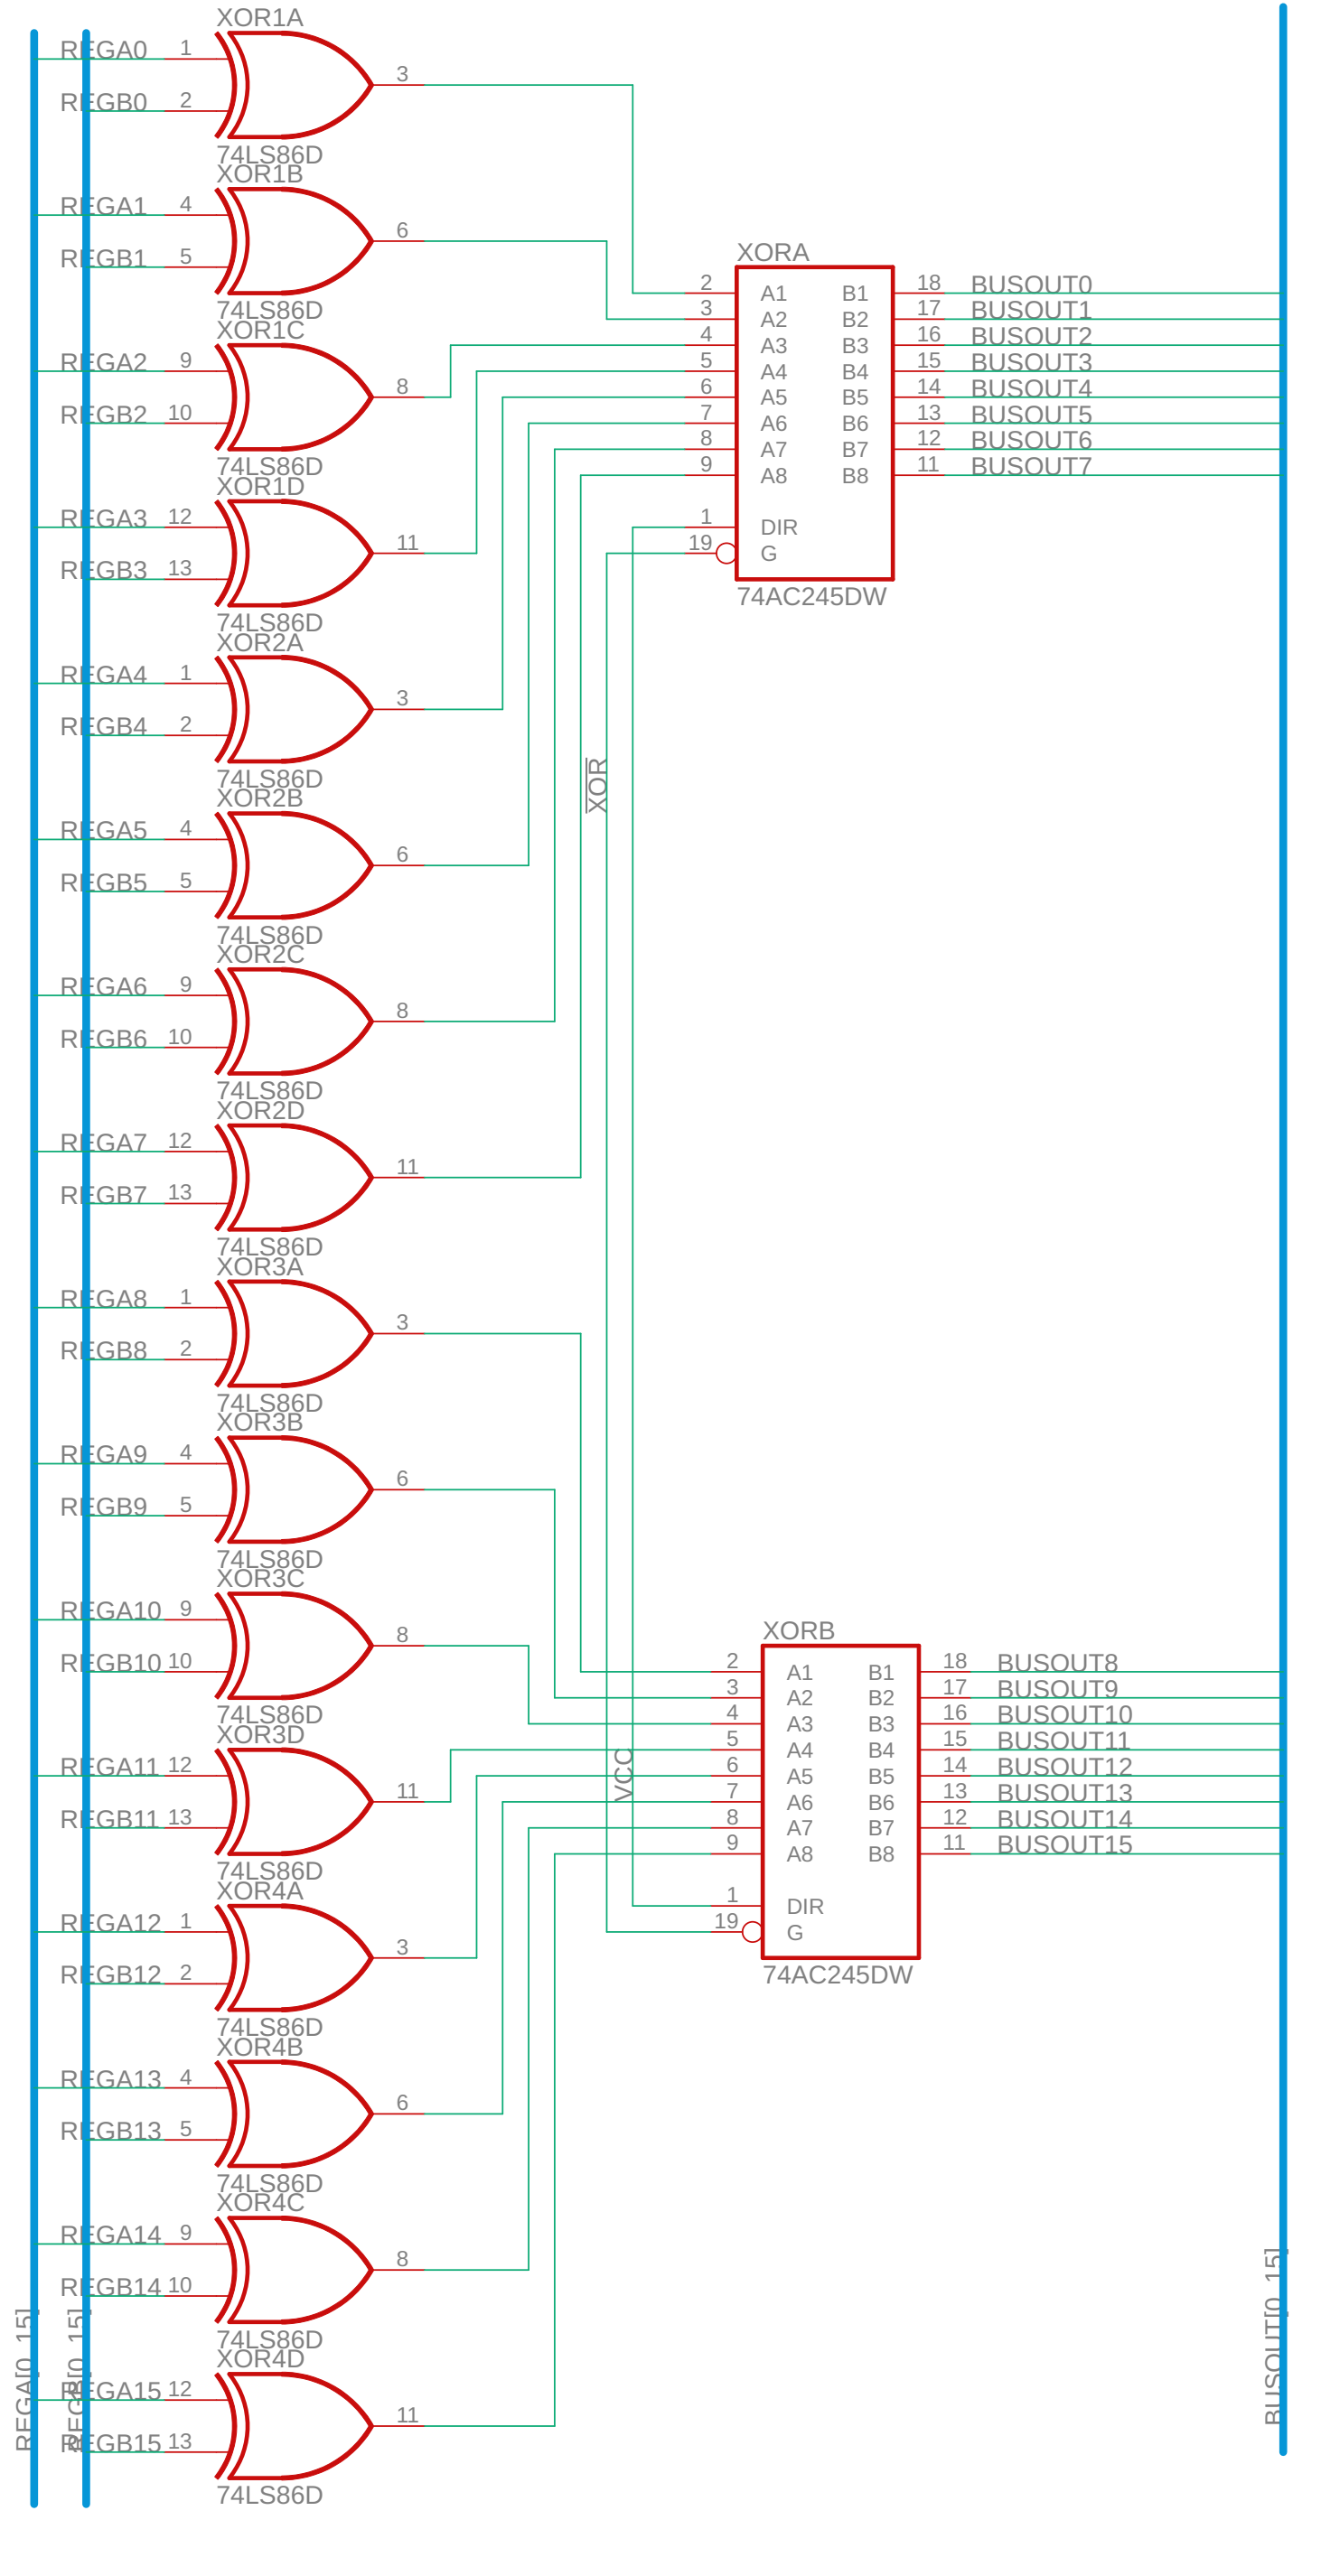 XOR1A
REGA0 1
3
REGB0 2
74LS86D
XOR1B
REGA1 4
6
REGB1 5
74LS86D
XOR1C
REGA2 9
8
REGB2 10
74LS86D
XOR1D
REGA3 12
11
REGB3 13
74LS86D
XOR2A
REGA4 1
3
REGB4 2
74LS86D
XOR2B
REGA5 4
6
REGB5 5
74LS86D
XOR2C
REGA6 9
8
REGB6 10
74LS86D
XOR2D
REGA7 12
11
REGB7 13
74LS86D
XOR3A
REGA8 1
3
REGB8 2
74LS86D
XOR3B
REGA9 4
6
REGB9 5
74LS86D
XOR3C
REGA10 9
8
REGB10 10
74LS86D
XOR3D
REGA11 12
11
REGB11 13
74LS86D
XOR4A
REGA12 1
3
REGB12 2
74LS86D
XOR4B
REGA13 4
6
REGB13 5
74LS86D
XOR4C
REGA14 9
8
REGB14 10
74LS86D
XOR4D
REGA15 12
11
REGB15 13
74LS86D
REGA[0..15]
REGB[0..15]
XORA
2 A1 B1 18 BUSOUT0
3 A2 B2 17 BUSOUT1
4 A3 B3 16 BUSOUT2
5 A4 B4 15 BUSOUT3
6 A5 B5 14 BUSOUT4
7 A6 B6 13 BUSOUT5
8 A7 B7 12 BUSOUT6
9 A8 B8 11 BUSOUT7
1 DIR
19 G
74AC245DW
XOR
VCC
XORB
2 A1 B1 18 BUSOUT8
3 A2 B2 17 BUSOUT9
4 A3 B3 16 BUSOUT10
5 A4 B4 15 BUSOUT11
6 A5 B5 14 BUSOUT12
7 A6 B6 13 BUSOUT13
8 A7 B7 12 BUSOUT14
9 A8 B8 11 BUSOUT15
1 DIR
19 G
74AC245DW
BUSOUT[0..15]